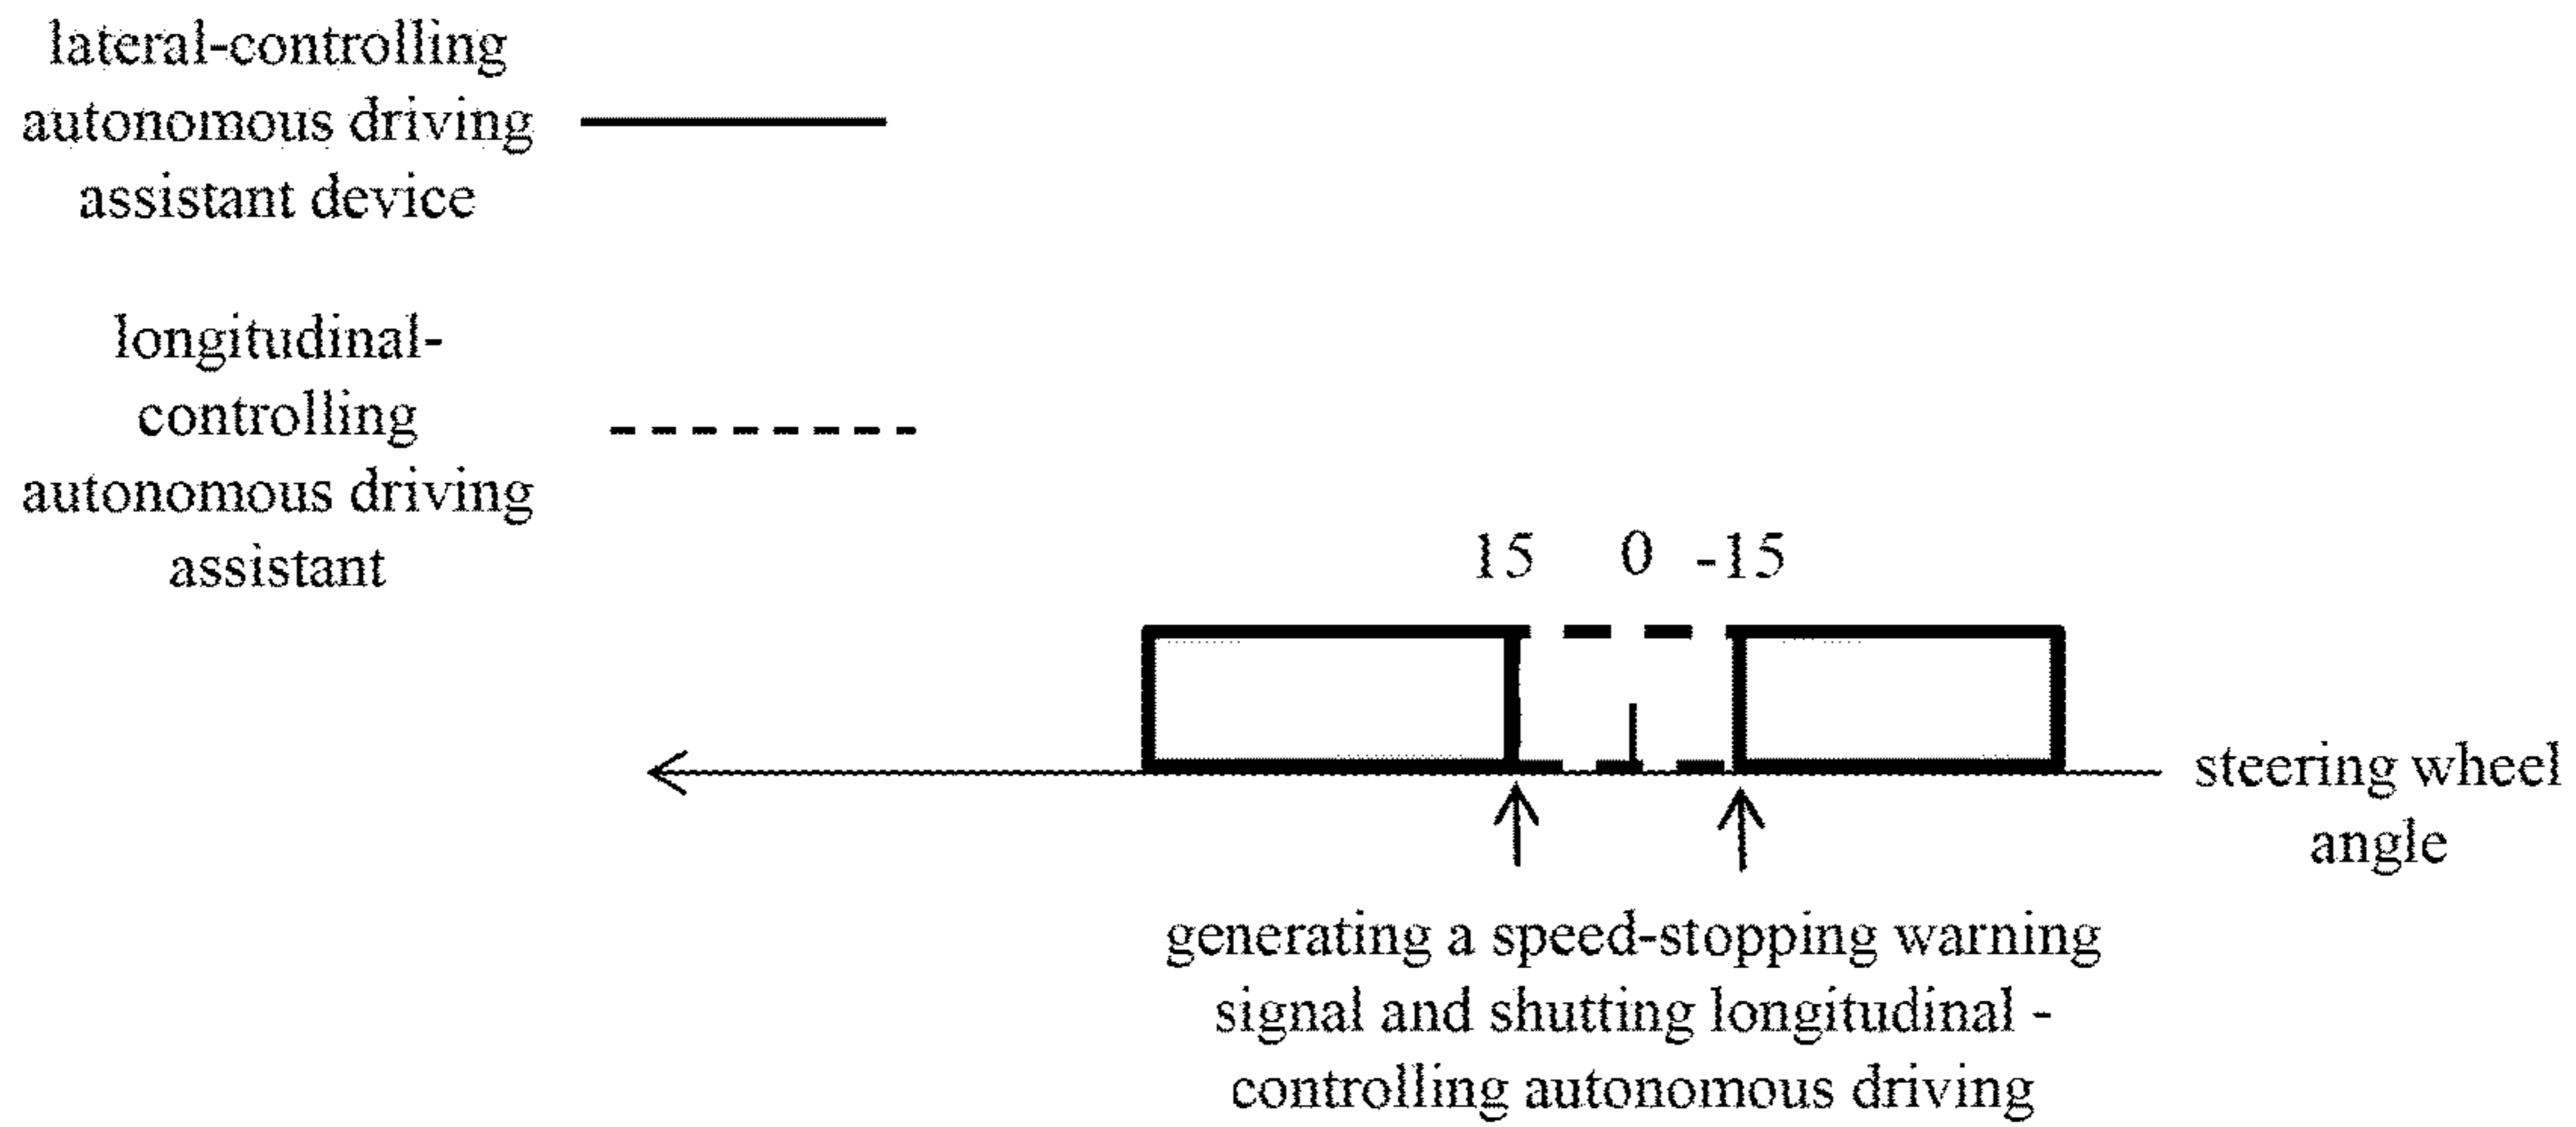 lateral-controlling
autonomous driving
assistant device
longitudinal-
controlling
autonomous driving
assistant
15 0 -15
steering wheel
angle
generating a speed-stopping warning
signal and shutting longitudinal -
controlling autonomous driving